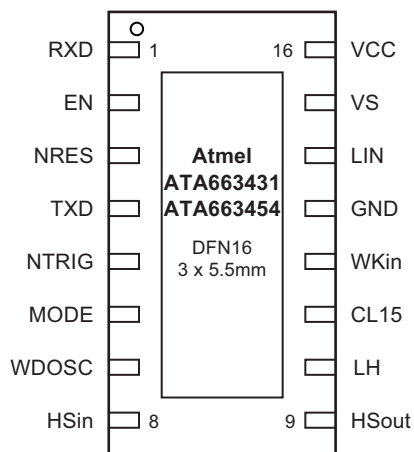 RXD 1 16 VCC
EN VS
NRES LIN
Atmel
ATA663431
ATA663454
TXD GND
DFN16
3 x 5.5mm
NTRIG WKin
MODE CL15
WDOSC LH
HSin 8 9 HSout